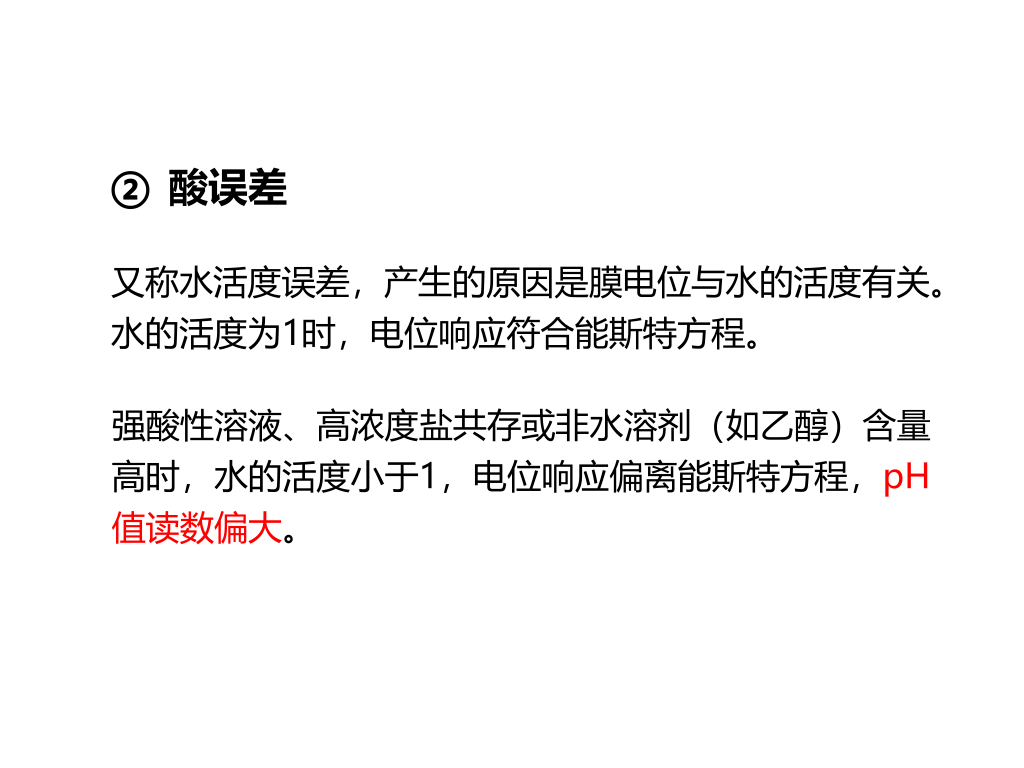 ② 酸误差
又称水活度误差，产生的原因是膜电位与水的活度有关。
水的活度为1时，电位响应符合能斯特方程。
强酸性溶液、高浓度盐共存或非水溶剂（如乙醇）含量
高时，水的活度小于1，电位响应偏离能斯特方程，pH
值读数偏大。